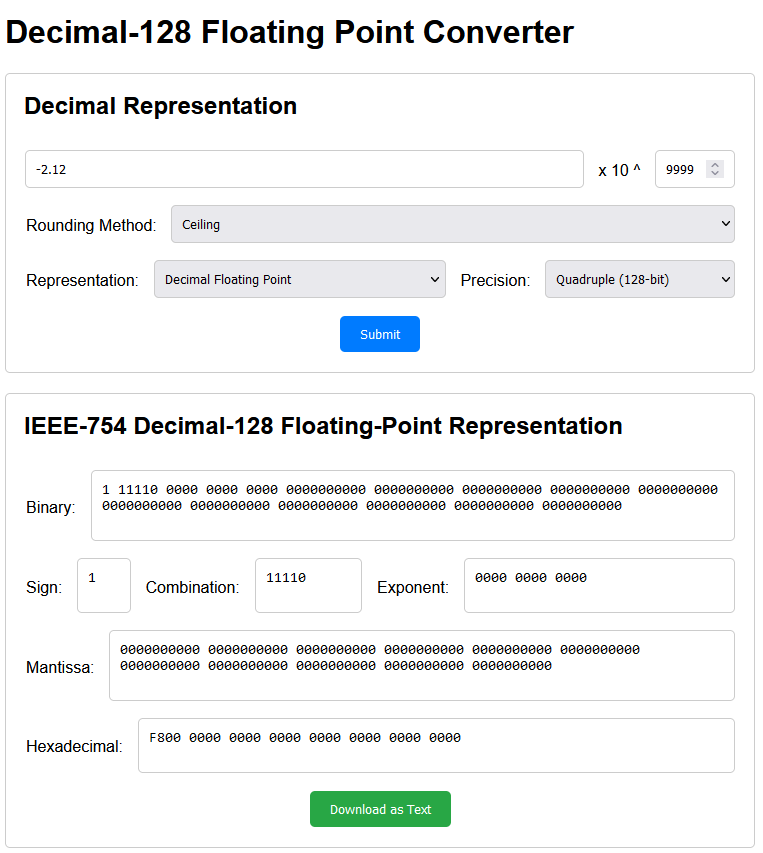 Decimal-128 Floating Point Converter
Decimal Representation
-2.12 x 10 ^ 9999
Rounding Method: Ceiling
Representation: Decimal Floating Point Precision: Quadruple (128-bit)
Submit
IEEE-754 Decimal-128 Floating-Point Representation
Binary: 1 11110 0000 0000 0000 0000000000 0000000000 0000000000 0000000000 0000000000
0000000000 0000000000 0000000000 0000000000 0000000000 0000000000
Sign: 1 Combination: 11110 Exponent: 0000 0000 0000
Mantissa: 0000000000 0000000000 0000000000 0000000000 0000000000 0000000000
0000000000 0000000000 0000000000 0000000000 0000000000
Hexadecimal: F800 0000 0000 0000 0000 0000 0000 0000
Download as Text